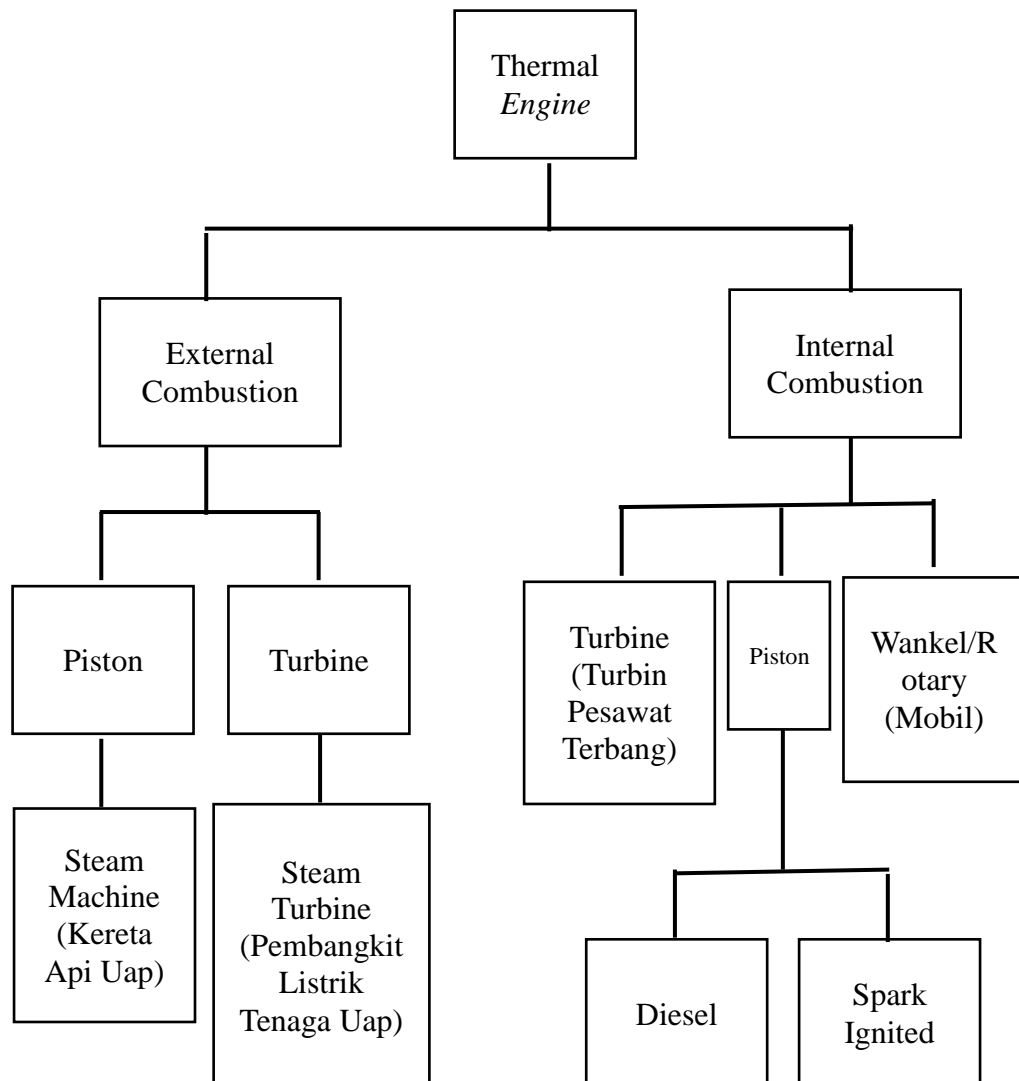 Thermal
Engine
External
Combustion
Internal
Combustion
Piston
Turbine
Turbine
(Turbin
Pesawat
Terbang)
Piston
Wankel/R
otary
(Mobil)
Steam
Machine
(Kereta
Api Uap)
Steam
Turbine
(Pembangkit
Listrik
Tenaga Uap)
Diesel
Spark
Ignited